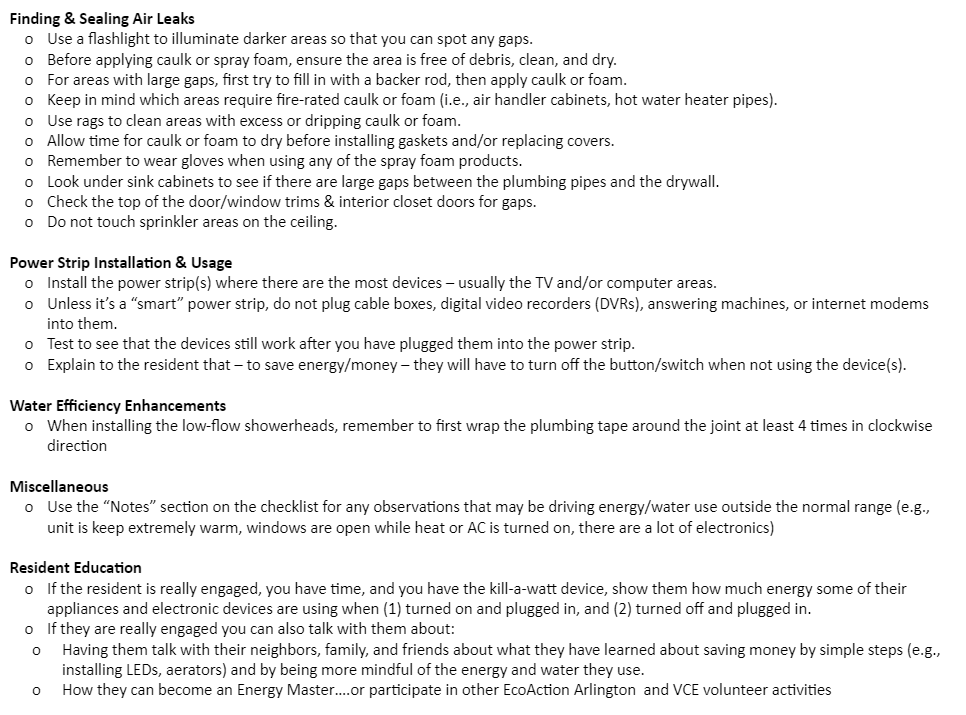 Finding & Sealing Air Leaks
o Use a flashlight to illuminate darker areas so that you can spot any gaps.
o Before applying caulk or spray foam, ensure the area is free of debris, clean, and dry.
o For areas with large gaps, first try to fill in with a backer rod, then apply caulk or foam.
o Keep in mind which areas require fire-rated caulk or foam (i.e., air handler cabinets, hot water heater pipes).
o Use rags to clean areas with excess or dripping caulk or foam.
o Allow time for caulk or foam to dry before installing gaskets and/or replacing covers.
o Remember to wear gloves when using any of the spray foam products.
o Look under sink cabinets to see if there are large gaps between the plumbing pipes and the drywall.
o Check the top of the door/window trims & interior closet doors for gaps.
o Do not touch sprinkler areas on the ceiling.
Power Strip Installation & Usage
o Install the power strip(s) where there are the most devices – usually the TV and/or computer areas.
o Unless it's a “smart” power strip, do not plug cable boxes, digital video recorders (DVRs), answering machines, or internet modems
into them.
o Test to see that the devices still work after you have plugged them into the power strip.
o Explain to the resident that – to save energy/money – they will have to turn off the button/switch when not using the device(s).
Water Efficiency Enhancements
o When installing the low-flow showerheads, remember to first wrap the plumbing tape around the joint at least 4 times in clockwise
direction
Miscellaneous
o Use the “Notes” section on the checklist for any observations that may be driving energy/water use outside the normal range (e.g.,
unit is keep extremely warm, windows are open while heat or AC is turned on, there are a lot of electronics)
Resident Education
o If the resident is really engaged, you have time, and you have the kill-a-watt device, show them how much energy some of their
appliances and electronic devices are using when (1) turned on and plugged in, and (2) turned off and plugged in.
o If they are really engaged you can also talk with them about:
o Having them talk with their neighbors, family, and friends about what they have learned about saving money by simple steps (e.g.,
installing LEDs, aerators) and by being more mindful of the energy and water they use.
o How they can become an Energy Master....or participate in other EcoAction Arlington and VCE volunteer activities